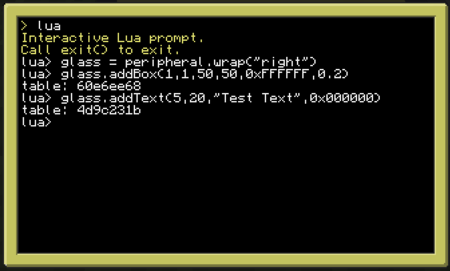 > lua
Interactive Lua prompt.
Call exit() to exit.
lua> glass = peripheral.wrap("right")
lua> glass.addBox(1,1,50,50,0xFFFFFF,0.2)
table: 60e6ee68
lua> glass.addText(5,20,"Test Text",0x000000)
table: 4d9c231b
lua>